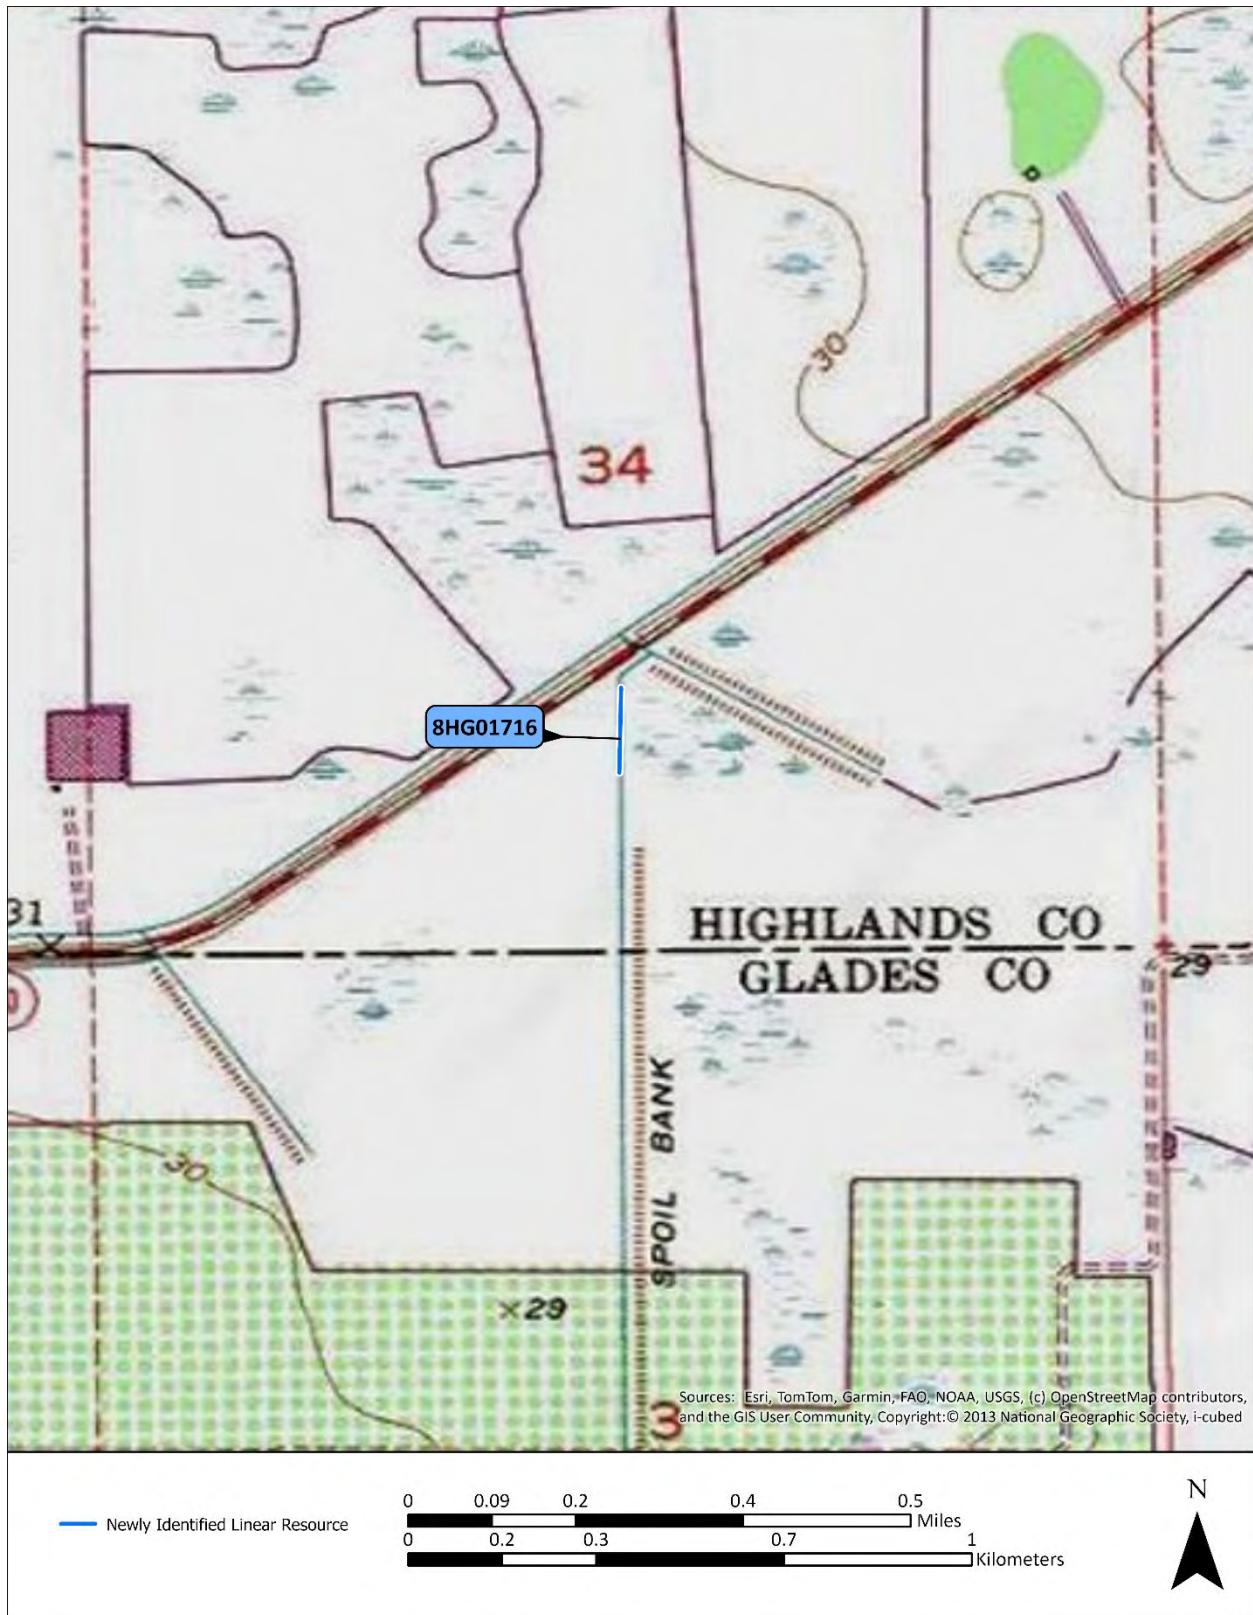 30
34
8HG01716
31
HIGHLANDS CO
GLADES CO
29
SPOIL BANK
30
×29
3
Sources: Esri, TomTom, Garmin, FAO, NOAA, USGS, (c) OpenStreetMap contributors,
and the GIS User Community, Copyright:© 2013 National Geographic Society, i-cubed
Newly Identified Linear Resource
0 0.09 0.2 0.4 0.5
Miles
0 0.2 0.3 0.7 1
Kilometers
N